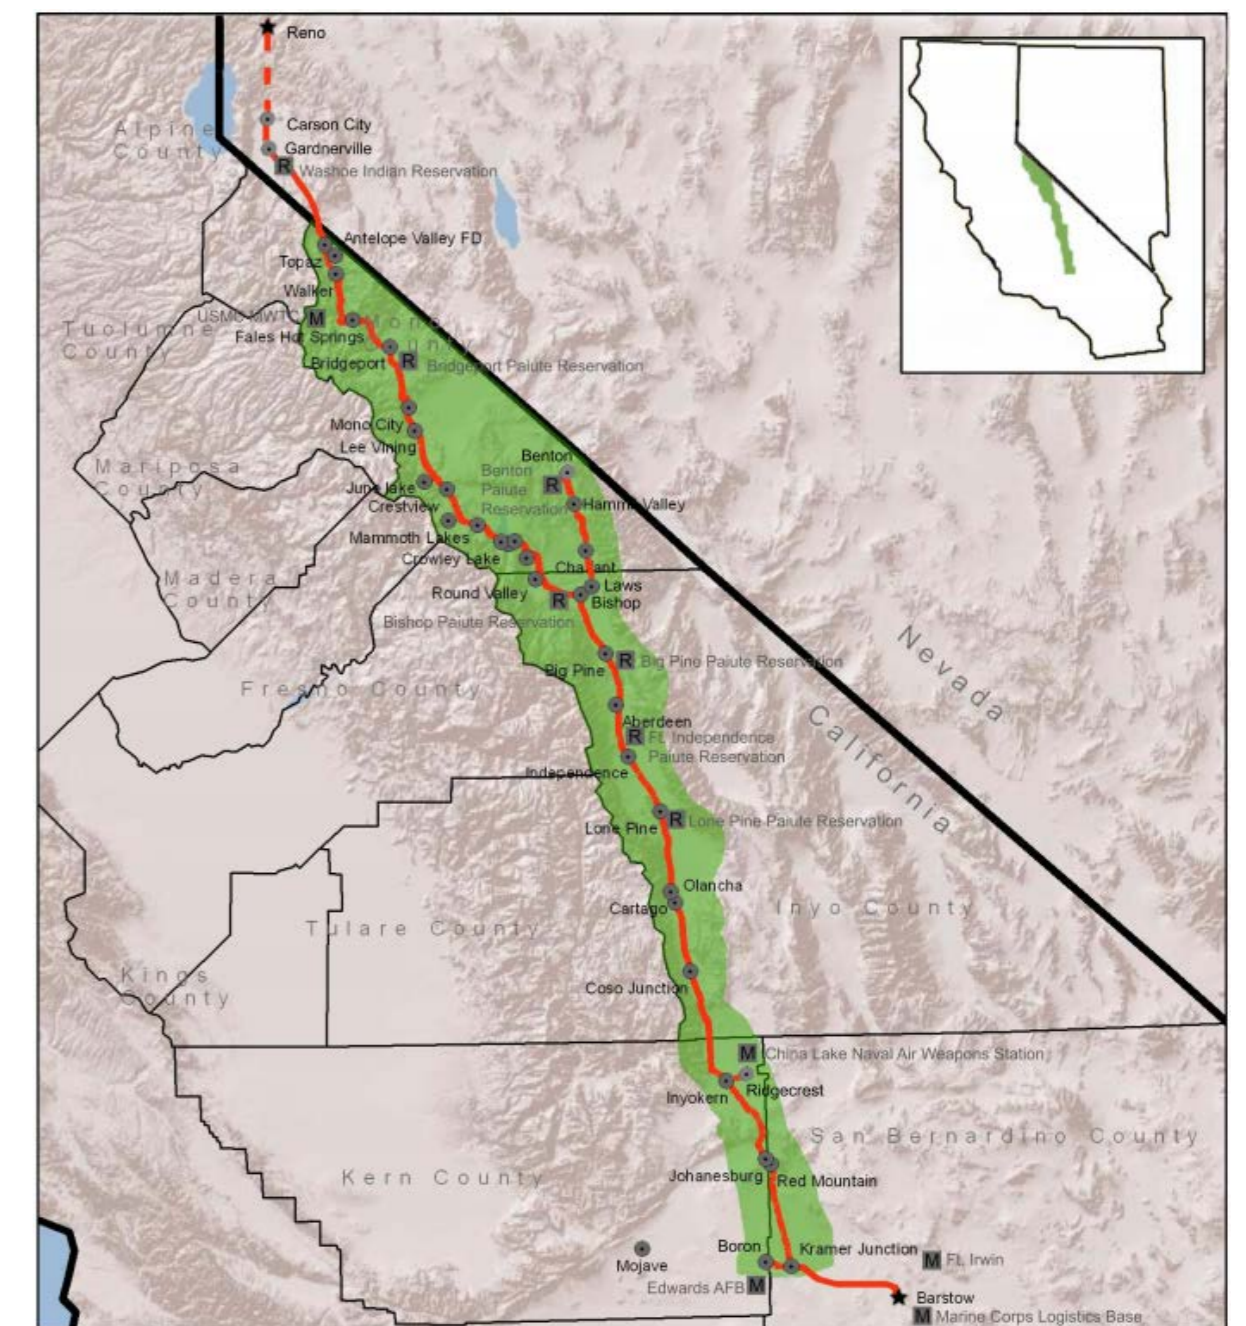 Reno
Carson City
Alpine
County
Gardnerville
R
Washoe Indian Reservation
Antelope Valley FD
Topaz
Walker
USMC MWTC
M
Mono
County
Tuolumne
County
Fales Hot Springs
Bridgeport
R
Bridgeport Paiute Reservation
Mono City
Lee Vining
Benton
Mariposa
County
Benton
Paiute
Reservation
R
June lake
Hammil Valley
Crestview
Mammoth Lakes
Crowley Lake
Chalfant
Madera
County
Laws
Round Valley
R
Bishop
Bishop Paiute Reservation
Nevada
California
Big Pine
R
Big Pine Paiute Reservation
Fresno County
Aberdeen
R
Ft. Independence
Paiute Reservation
Independence
Lone Pine
R
Lone Pine Paiute Reservation
Olancha
Cartago
Inyo County
Tulare County
Kings
County
Coso Junction
M
China Lake Naval Air Weapons Station
Ridgecrest
Inyokern
San Bernardino County
Johanesburg
Red Mountain
Kern County
Boron
Kramer Junction
M
Ft. Irwin
Mojave
Edwards AFB
M
Barstow
M
Marine Corps Logistics Base